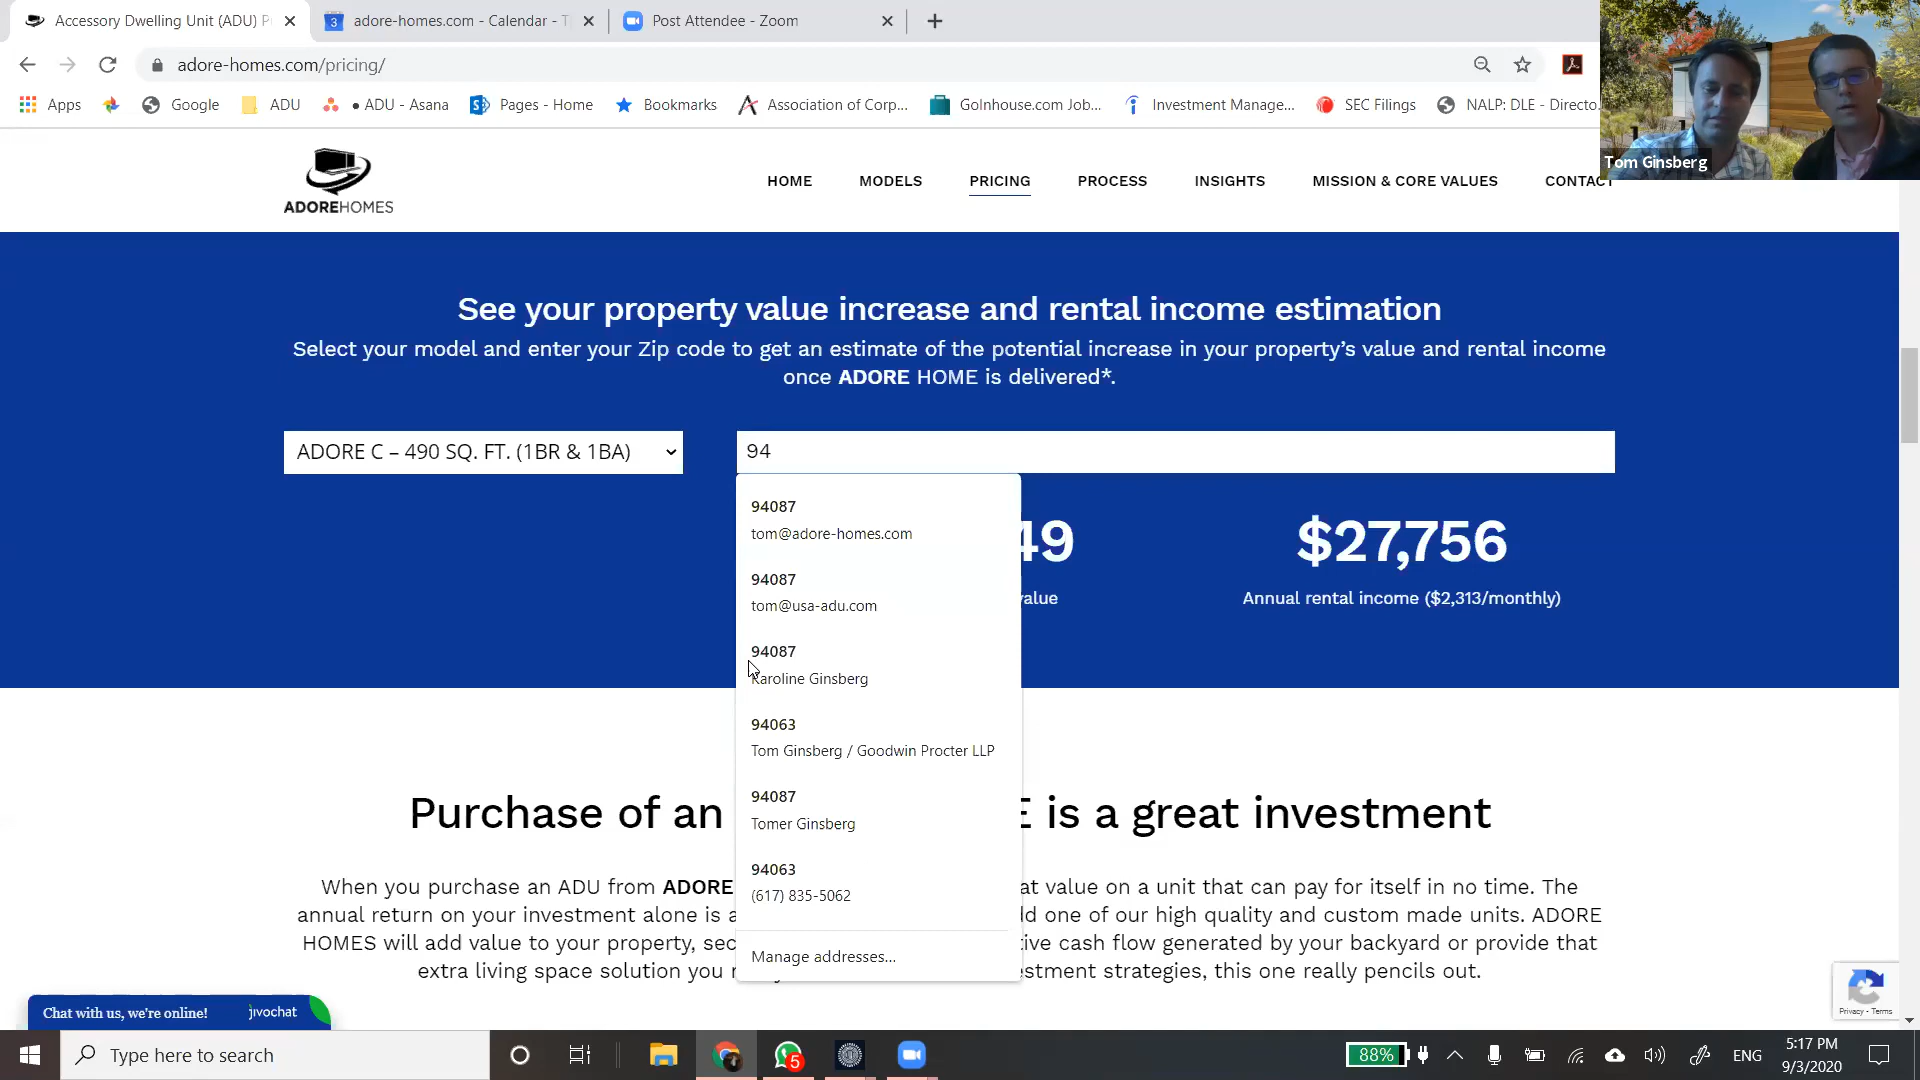 Accessory Dwelling Unit (ADU) P
adore-homes.com - Calendar - T
Post Attendee - Zoom
adore-homes.com/pricing/
Apps
Google
ADU
• ADU - Asana
Pages - Home
Bookmarks
Association of Corp...
GoInhouse.com Job...
Investment Manage...
SEC Filings
NALP: DLE - Directo...
Tom Ginsberg
ADOREHOMES
HOME
MODELS
PRICING
PROCESS
INSIGHTS
MISSION & CORE VALUES
CONTACT
See your property value increase and rental income estimation
Select your model and enter your Zip code to get an estimate of the potential increase in your property's value and rental income
once ADORE HOME is delivered*.
ADORE C – 490 SQ. FT. (1BR & 1BA)
94
94087
tom@adore-homes.com
94087
tom@usa-adu.com
94087
Karoline Ginsberg
94063
Tom Ginsberg / Goodwin Procter LLP
94087
Tomer Ginsberg
94063
(617) 835-5062
Manage addresses...
49
alue
$27,756
Annual rental income ($2,313/monthly)
Purchase of an E is a great investment
When you purchase an ADU from ADORE at value on a unit that can pay for itself in no time. The
annual return on your investment alone is a dd one of our high quality and custom made units. ADORE
HOMES will add value to your property, sec tive cash flow generated by your backyard or provide that
extra living space solution you estment strategies, this one really pencils out.
Chat with us, we're online!
jivochat
Privacy - Terms
Type here to search
5
88%
ENG
5:17 PM
9/3/2020